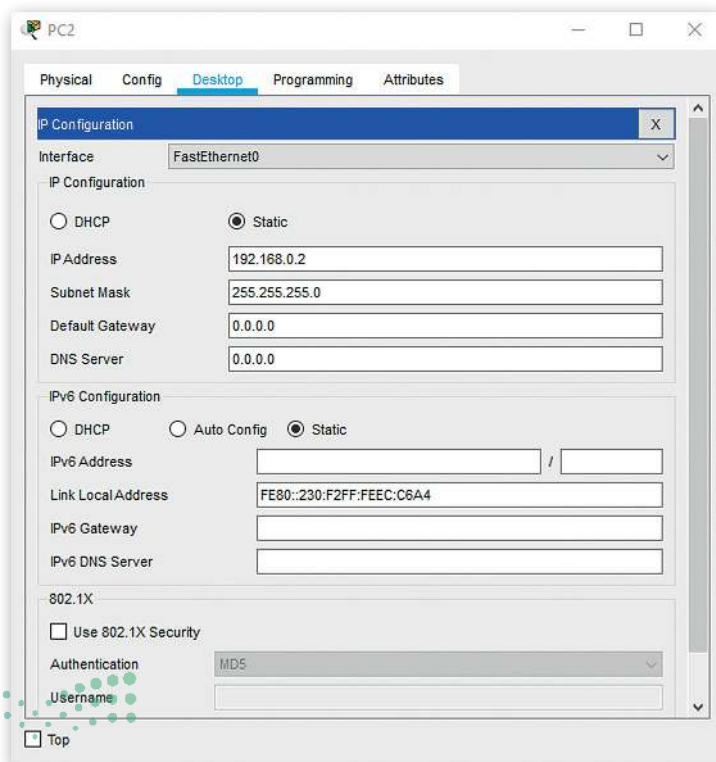 PC2
Physical Config Desktop Programming Attributes
IP Configuration X
Interface FastEthernet0
IP Configuration
DHCP Static
IP Address 192.168.0.2
Subnet Mask 255.255.255.0
Default Gateway 0.0.0.0
DNS Server 0.0.0.0
IPv6 Configuration
DHCP Auto Config Static
IPv6 Address /
Link Local Address FE80::230:F2FF:FEEC:C6A4
IPv6 Gateway
IPv6 DNS Server
802.1X
Use 802.1X Security
Authentication MD5
Username
Top